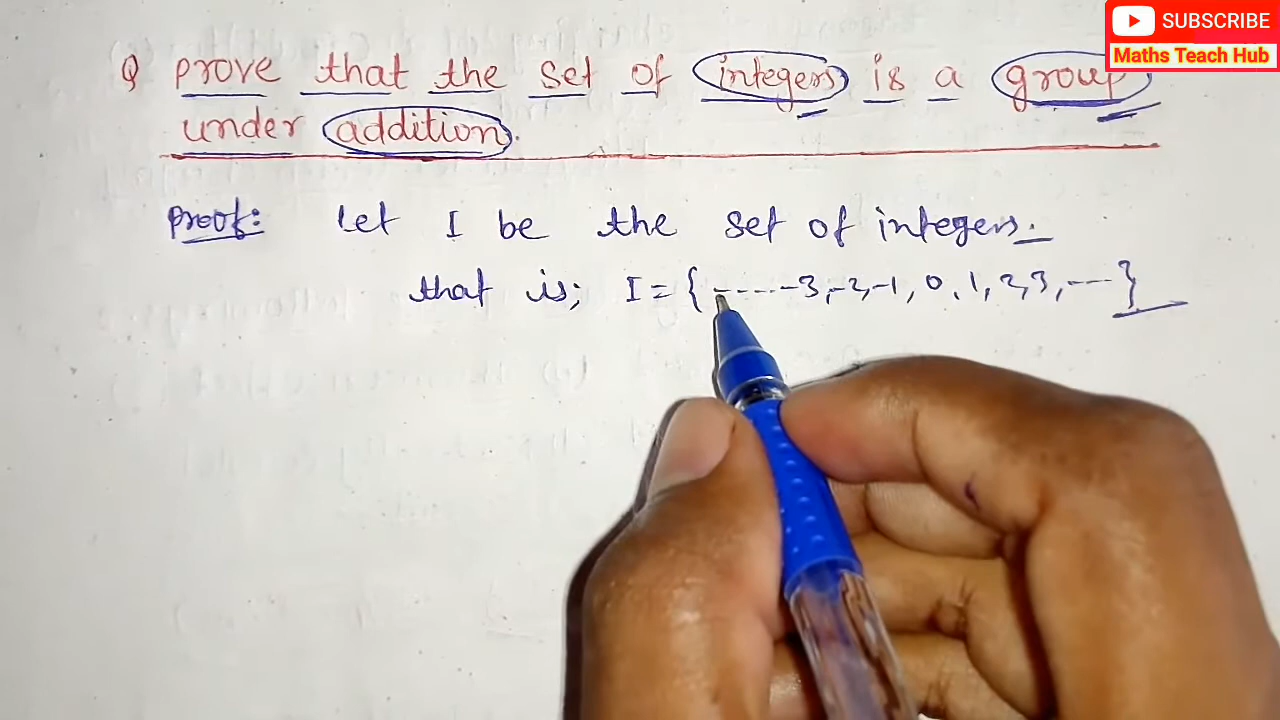 SUBSCRIBE
Maths Teach Hub
Q prove that the set of integers is a group
under addition.
Proof: Let I be the set of integers.
that is; I = { -----3, -2, -1, 0, 1, 2, 3, ---- }